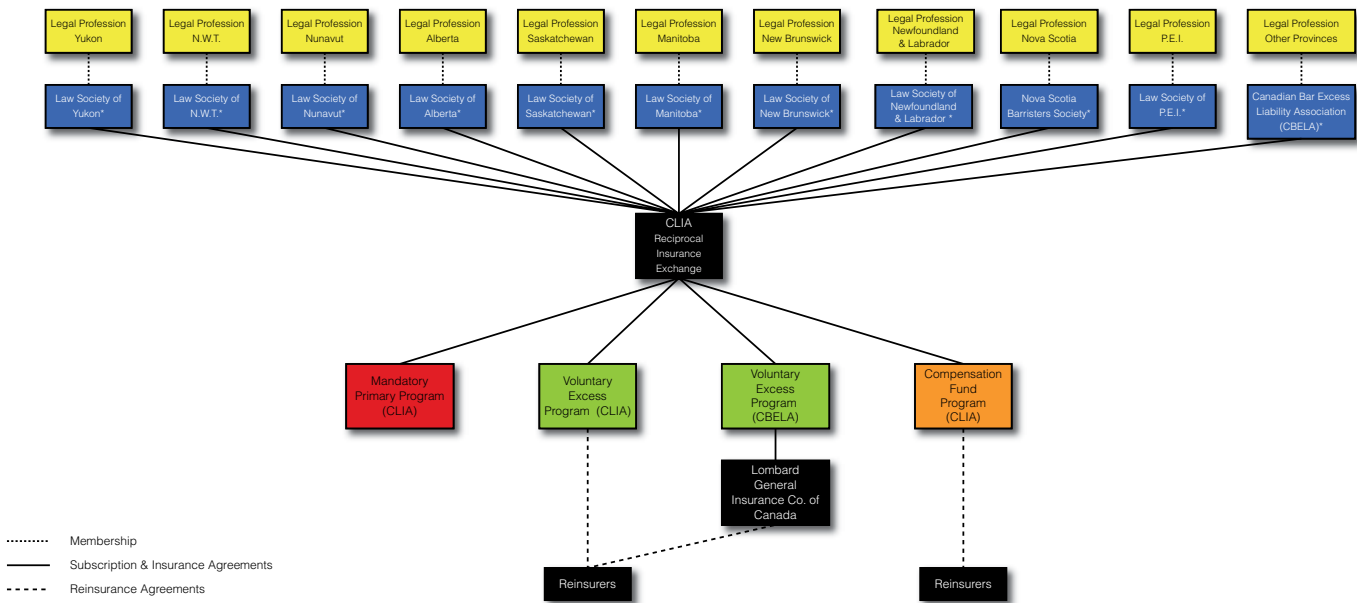 Legal Profession
Yukon
Legal Profession
N.W.T.
Legal Profession
Nunavut
Legal Profession
Alberta
Legal Profession
Saskatchewan
Legal Profession
Manitoba
Legal Profession
New Brunswick
Legal Profession
Newfoundland
& Labrador
Legal Profession
Nova Scotia
Legal Profession
P.E.I.
Legal Profession
Other Provinces
Law Society of
Yukon*
Law Society of
N.W.T.*
Law Society of
Nunavut*
Law Society of
Alberta*
Law Society of
Saskatchewan*
Law Society of
Manitoba*
Law Society of
New Brunswick*
Law Society of
Newfoundland
& Labrador *
Nova Scotia
Barristers Society*
Law Society of
P.E.I.*
Canadian Bar Excess
Liability Association
(CBELA)*
CLIA
Reciprocal
Insurance
Exchange
Mandatory
Primary Program
(CLIA)
Voluntary
Excess
Program (CLIA)
Voluntary
Excess
Program
(CBELA)
Compensation
Fund
Program
(CLIA)
Lombard
General
Insurance Co. of
Canada
Membership
Subscription & Insurance Agreements
Reinsurance Agreements
Reinsurers
Reinsurers